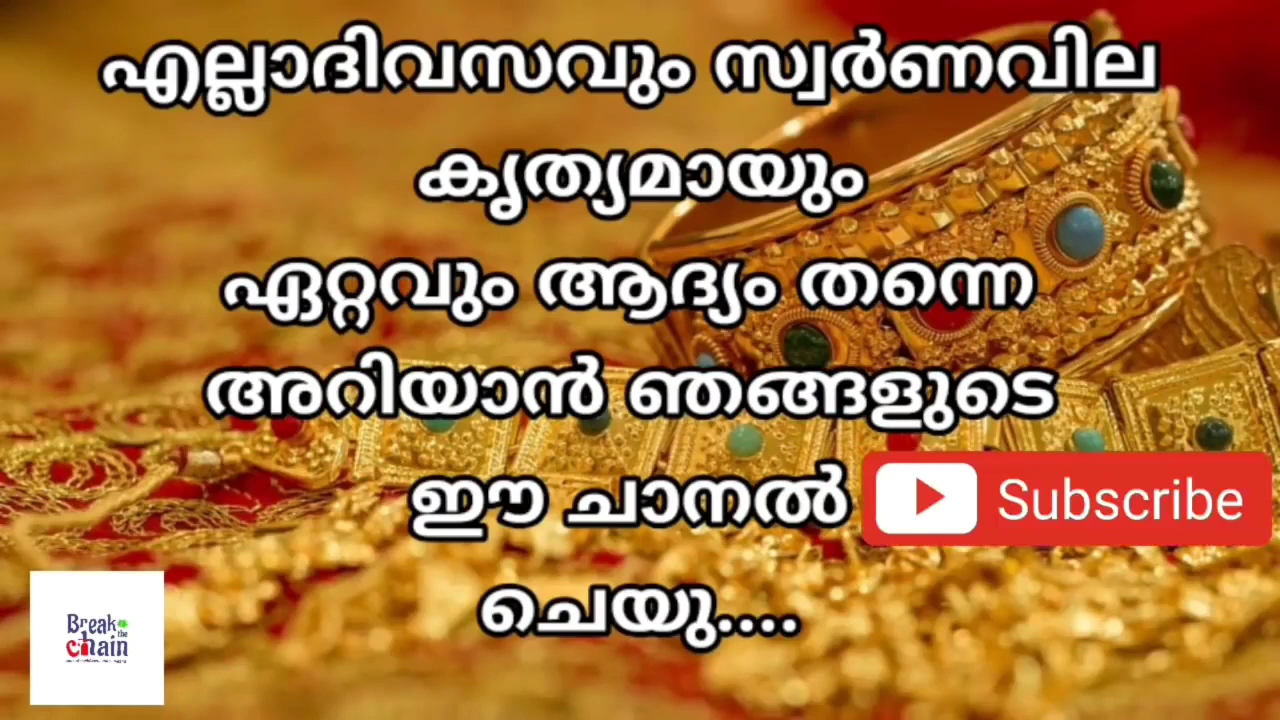 എല്ലാദിവസവും സ്വർണവില
കൃത്യമായും
ഏറ്റവും ആദ്യം തന്നെ
അറിയാൻ ഞങ്ങളുടെ
ഈ ചാനൽ Subscribe
ചെയു....
Break
the
chain